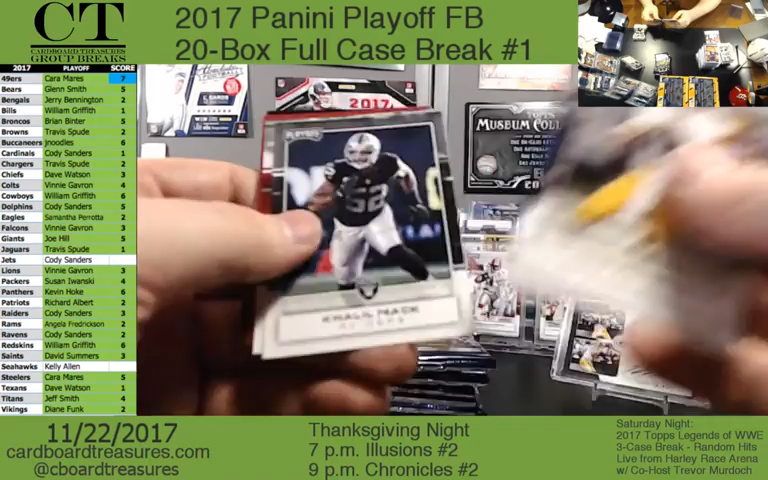 CT
CARDBOARD TREASURES
GROUP BREAKS
2017 Panini Playoff FB
20-Box Full Case Break #1
2017 PLAYOFF SCORE
49ers Cara Mares 7
Bears Glenn Smith 5
Bengals Jerry Bennington 2
Bills William Griffith 1
Broncos Brian Binter 5
Browns Travis Spude 2
Buccaneers jnoodles 6
Cardinals Cody Sanders 1
Chargers Travis Spude 2
Chiefs Dave Watson 3
Colts Vinnie Gavron 4
Cowboys William Griffith 6
Dolphins Cody Sanders 5
Eagles Samantha Perrotta 2
Falcons Vinnie Gavron 3
Giants Joe Hill 5
Jaguars Travis Spude 1
Jets Cody Sanders
Lions Vinnie Gavron 3
Packers Susan Iwanski 4
Panthers Kevin Hoke 6
Patriots Richard Albert 2
Raiders Cody Sanders 3
Rams Angela Fredrickson 2
Ravens Cody Sanders 2
Redskins William Griffith 6
Saints David Summers 3
Seahawks Kelly Allen
Steelers Cara Mares 5
Texans Dave Watson 1
Titans Jeff Smith 4
Vikings Diane Funk 2
2017
TOPPS
MUSEUM COLL
PLAYOFF
52
KHALIL MACK
RAIDERS
11/22/2017
cardboardtreasures.com
@cboardtreasures
Thanksgiving Night
7 p.m. Illusions #2
9 p.m. Chronicles #2
Saturday Night:
2017 Topps Legends of WWE
3-Case Break - Random Hits
Live from Harley Race Arena
w/ Co-Host Trevor Murdoch